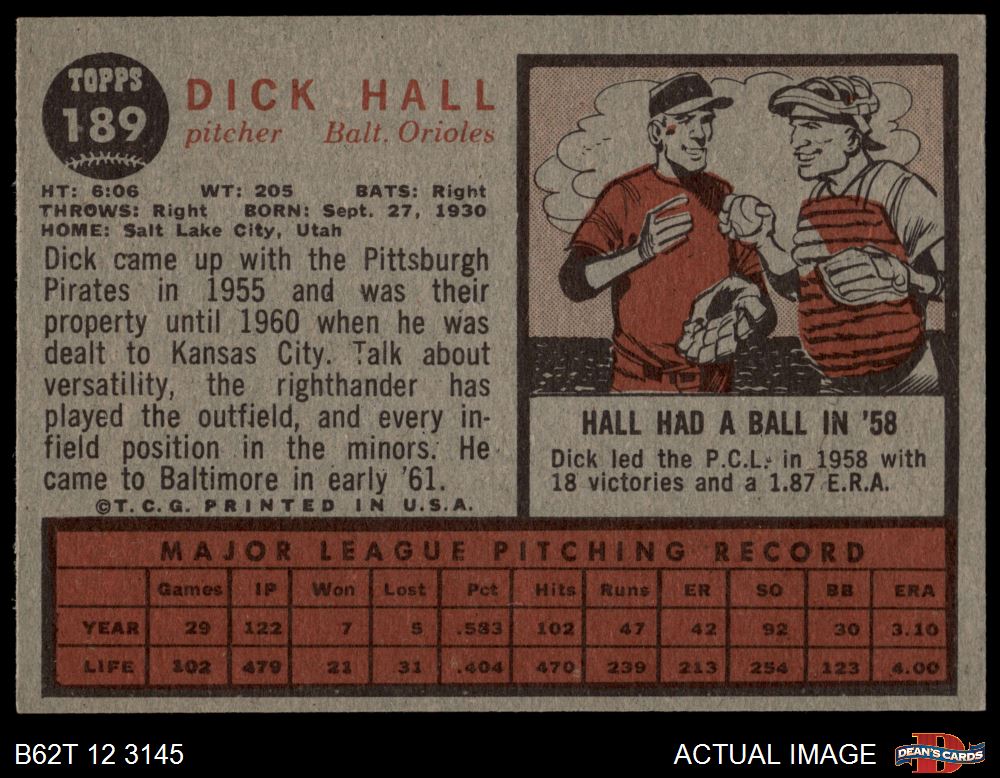 TOPPS
189
DICK HALL
pitcher Balt. Orioles
HT: 6:06 WT: 205 BATS: Right
THROWS: Right BORN: Sept. 27, 1930
HOME: Salt Lake City, Utah
Dick came up with the Pittsburgh
Pirates in 1955 and was their
property until 1960 when he was
dealt to Kansas City. Talk about
versatility, the righthander has
played the outfield, and every in-
field position in the minors. He
came to Baltimore in early '61.
©T.C.G. PRINTED IN U.S.A.
HALL HAD A BALL IN '58
Dick led the P.C.L. in 1958 with
18 victories and a 1.87 E.R.A.
MAJOR LEAGUE PITCHING RECORD
Games IP Won Lost Pct Hits Runs ER SO BB ERA
YEAR 29 122 7 5 .583 102 47 42 92 30 3.10
LIFE 102 479 21 31 .404 470 239 213 254 123 4.00
B62T 12 3145
ACTUAL IMAGE
DEAN'S CARDS